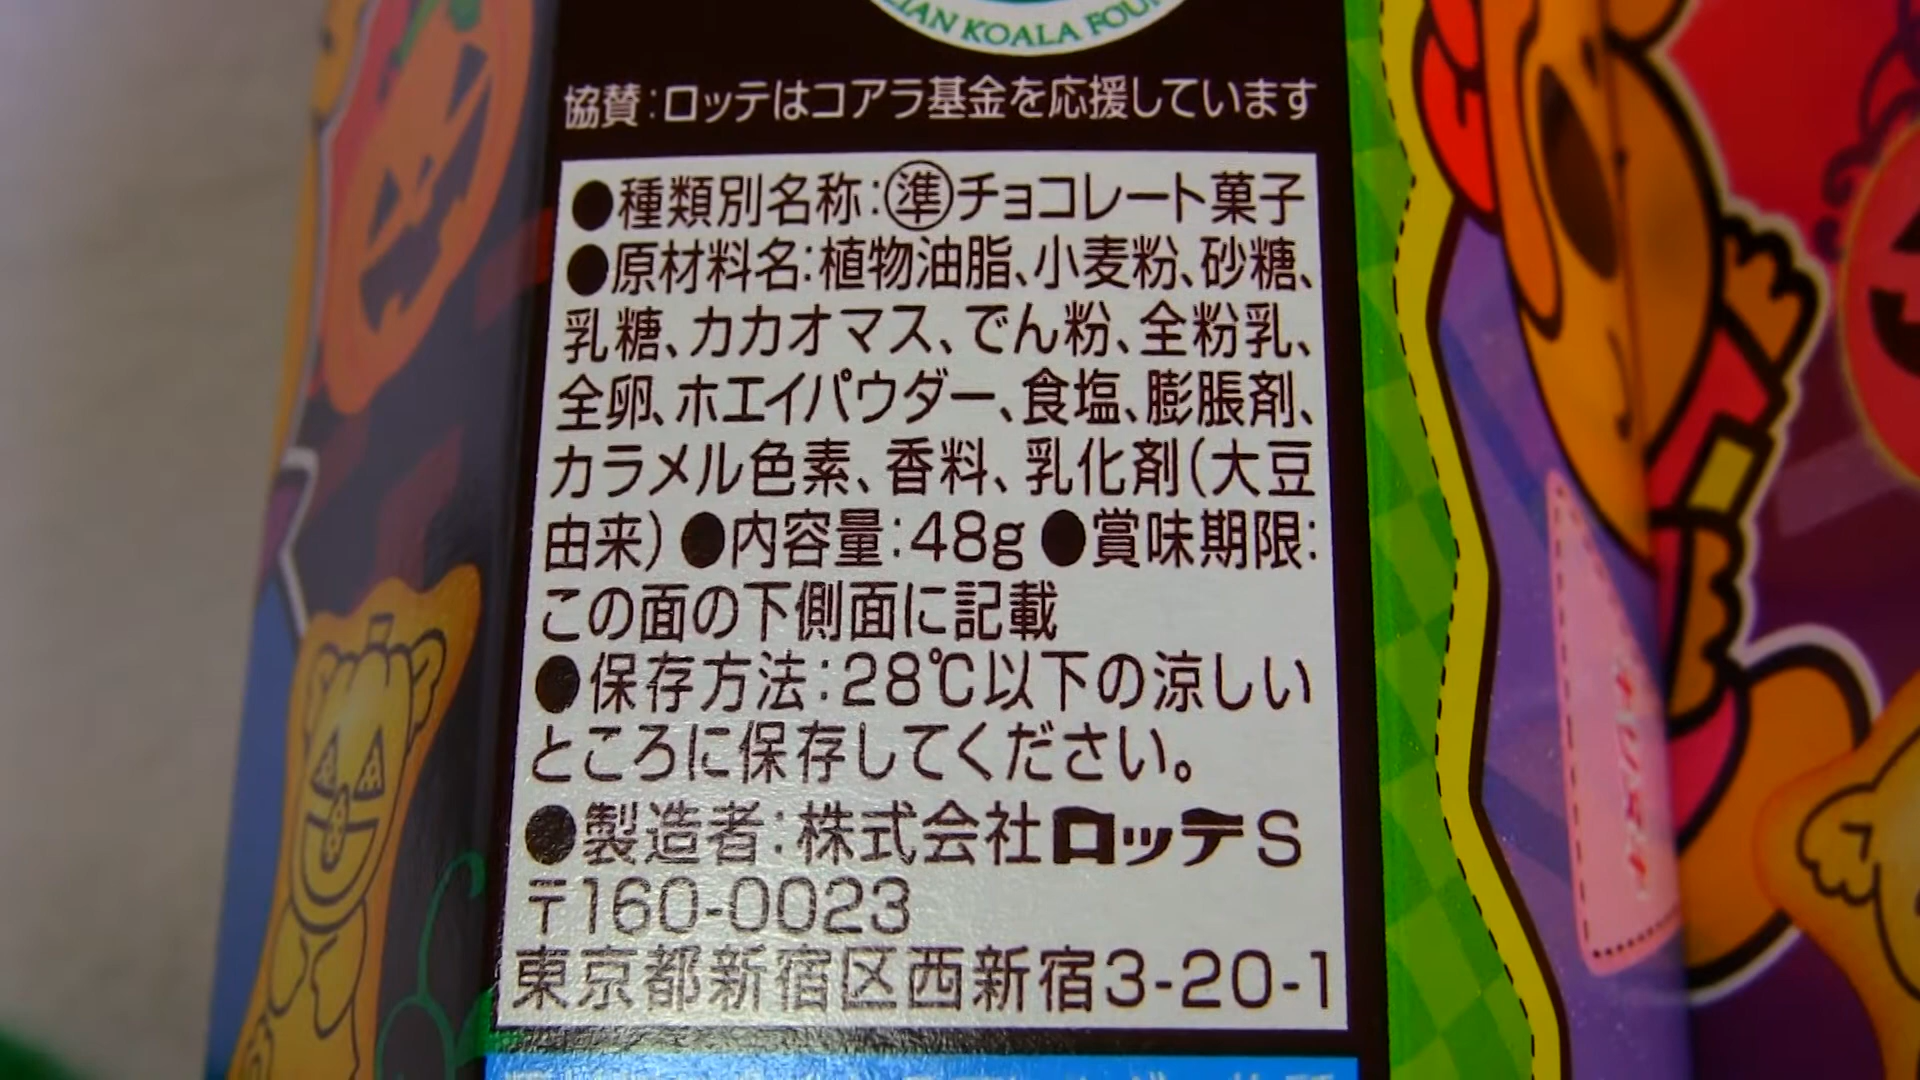 LIAN KOALA FOU
協賛:ロッテはコアラ基金を応援しています
●種類別名称:㊜チョコレート菓子
●原材料名:植物油脂、小麦粉、砂糖、
乳糖、カカオマス、でん粉、全粉乳、
全卵、ホエイパウダー、食塩、膨脹剤、
カラメル色素、香料、乳化剤(大豆
由来) ●内容量:48g ●賞味期限:
この面の下側面に記載
●保存方法:28℃以下の涼しい
ところに保存してください。
●製造者:株式会社ロッテS
〒160-0023
東京都新宿区西新宿3-20-1